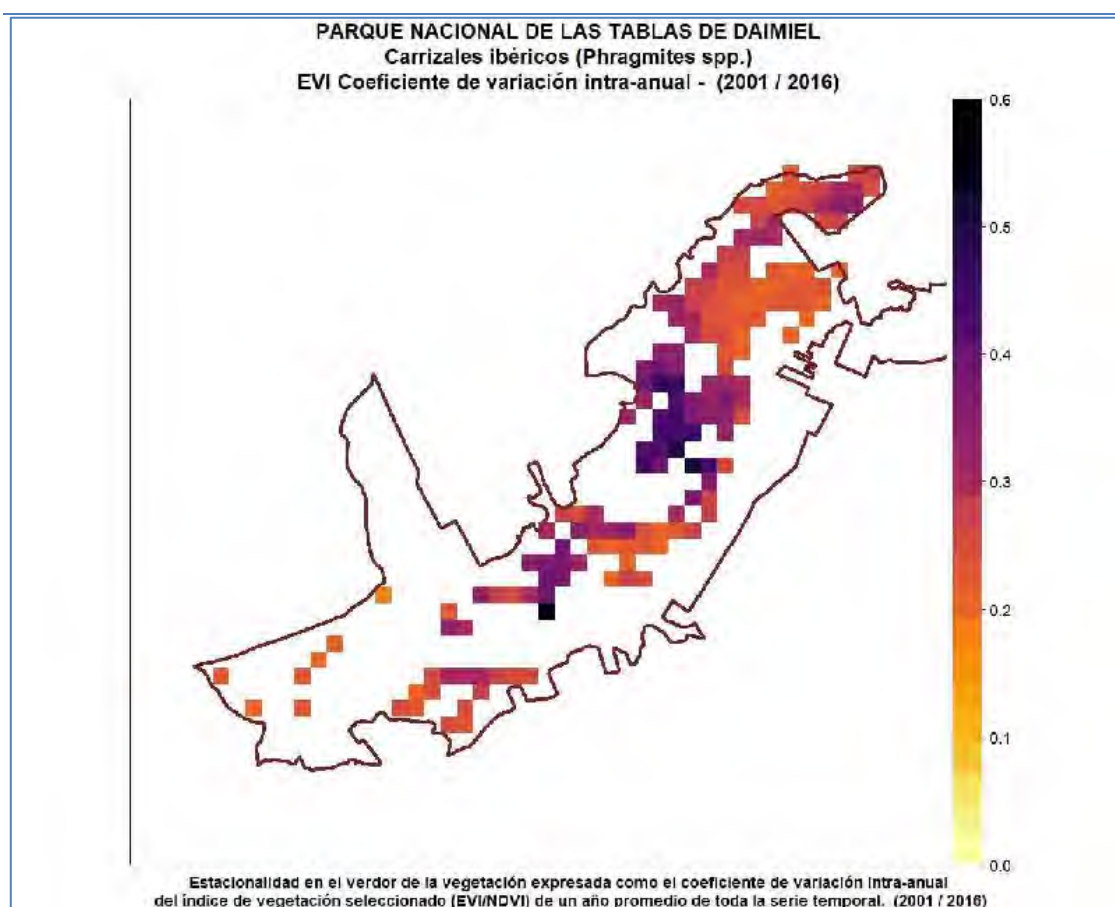 PARQUE NACIONAL DE LAS TABLAS DE DAIMIEL
Carrizales ibéricos (Phragmites spp.)
EVI Coeficiente de variación intra-anual - (2001 / 2016)
0.6
0.5
0.4
0.3
0.2
0.1
0.0
Estacionalidad en el verdor de la vegetación expresada como el coeficiente de variación intra-anual
del índice de vegetación seleccionado (EVI/NDVI) de un año promedio de toda la serie temporal. (2001 / 2016)